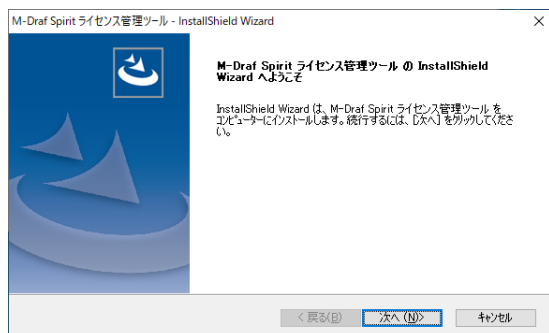 M-Draf Spirit ライセンス管理ツール - InstallShield Wizard
M-Draf Spirit ライセンス管理ツール の InstallShield
Wizard へようこそ
InstallShield Wizard は、M-Draf Spirit ライセンス管理ツール を
コンピューターにインストールします。続行するには、[次へ] をクリックしてくださ
い。
< 戻る(B)
次へ (N)>
キャンセル